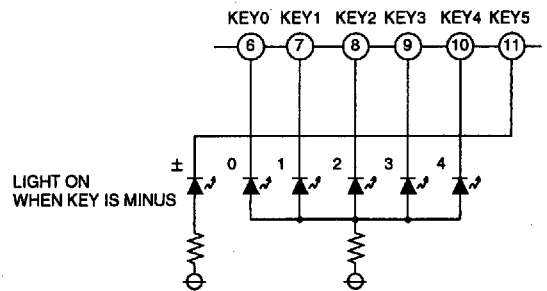 KEY0 KEY1 KEY2 KEY3 KEY4 KEY5
6 7 8 9 10 11
± 0 1 2 3 4
LIGHT ON
WHEN KEY IS MINUS